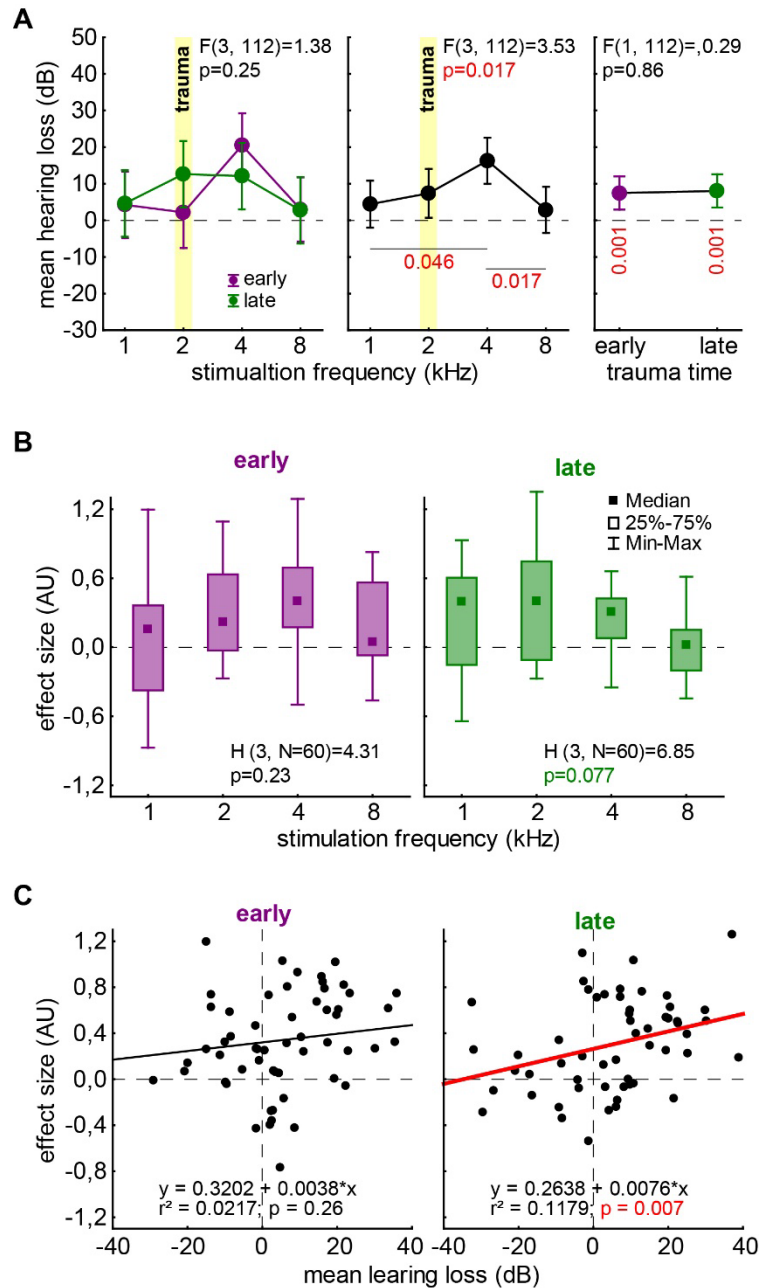 A
F(3, 112)=1.38
p=0.25
F(3, 112)=3.53
p=0.017
F(1, 112)=,0.29
p=0.86
trauma
trauma
mean hearing loss (dB)
50
40
30
20
10
0
-10
-20
-30
early
late
0.046
0.017
0.001
0.001
1 2 4 8
1 2 4 8
early late
stimualtion frequency (kHz)
trauma time
B
early
late
Median
25%-75%
Min-Max
effect size (AU)
1,2
0,6
0,0
-0,6
-1,2
H (3, N=60)=4.31
p=0.23
H (3, N=60)=6.85
p=0.077
1 2 4 8
1 2 4 8
stimulation frequency (kHz)
C
early
late
effect size (AU)
1,2
0,8
0,4
0,0
-0,4
-0,8
-1,2
y = 0.3202 + 0.0038*x
r² = 0.0217; p = 0.26
y = 0.2638 + 0.0076*x
r² = 0.1179; p = 0.007
-40 -20 0 20 40
-40 -20 0 20 40
mean learing loss (dB)